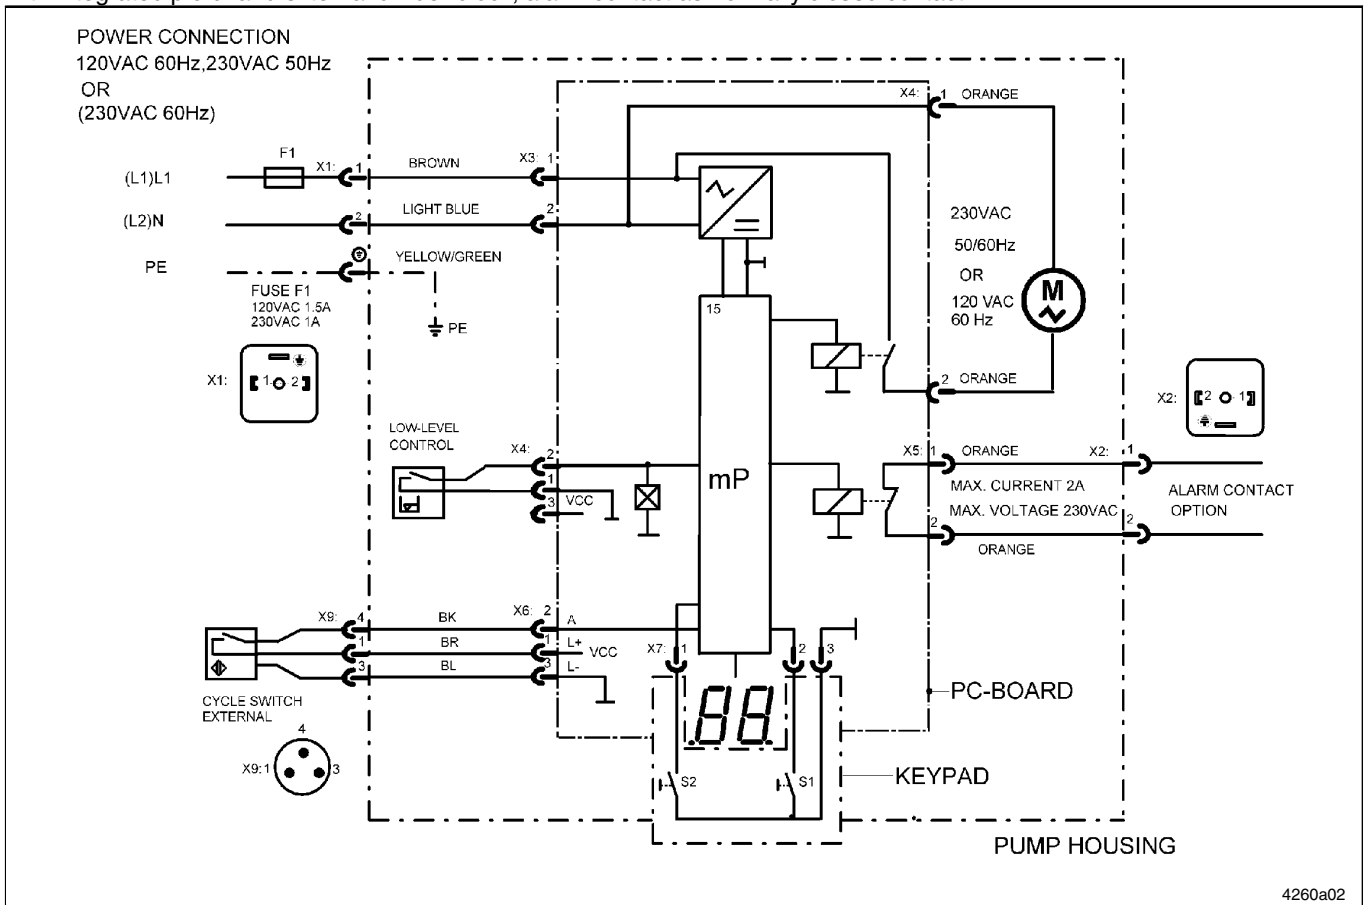 POWER CONNECTION
120VAC 60Hz,230VAC 50Hz
OR
(230VAC 60Hz)
X4: 1 ORANGE
F1
X1: 1 BROWN X3: 1
(L1)L1
(L2)N
2 LIGHT BLUE 2
PE
YELLOW/GREEN
FUSE F1
120VAC 1.5A
230VAC 1A
PE
230VAC
50/60Hz
OR
120 VAC
60 Hz
M
15
X1: 1 2
2 ORANGE
X2: 2 1
LOW-LEVEL
CONTROL
X4: 2
1
3 VCC
mP
X5: 1 ORANGE X2: 1
MAX. CURRENT 2A
MAX. VOLTAGE 230VAC
2 2
ORANGE
ALARM CONTACT
OPTION
X9: 4 BK X6: 2 A
1 BR 1 L+ VCC
3 BL 3 L-
X7: 1 2 3
CYCLE SWITCH
EXTERNAL
4
X9:1 3
88
S2 S1
PC-BOARD
KEYPAD
PUMP HOUSING
4260a02